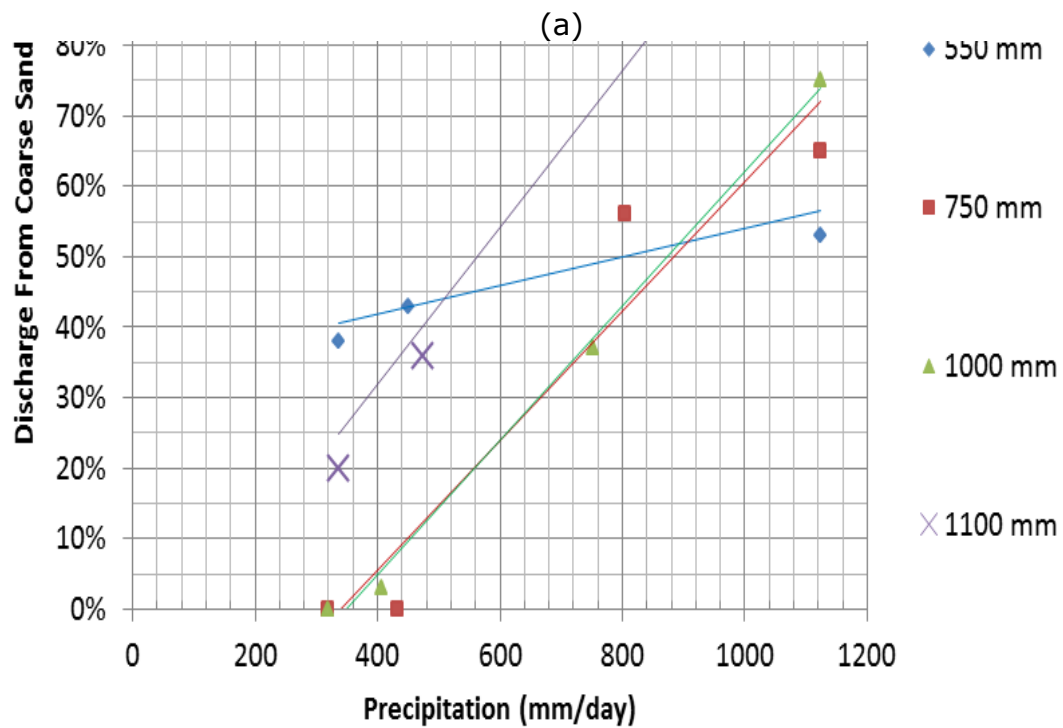 (a)
Discharge From Coarse Sand
80%
70%
60%
50%
40%
30%
20%
10%
0%
0 200 400 600 800 1000 1200
Precipitation (mm/day)
550 mm
750 mm
1000 mm
1100 mm